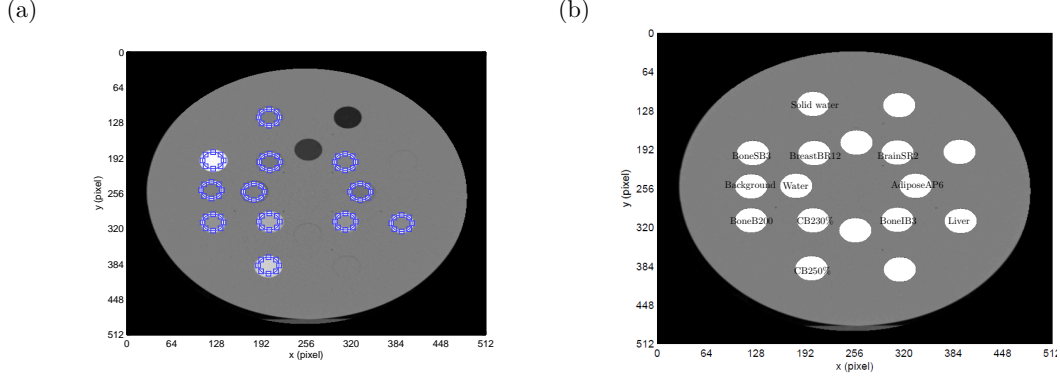 (a)
0
64
128
192
256
320
384
448
512
y (pixel)
0 64 128 192 256 320 384 448 512
x (pixel)
(b)
0
64
128
192
256
320
384
448
512
y (pixel)
Solid water
BoneSB3 BreastBR12 BrainSR2
Background Water AdiposeAP6
BoneB200 CB230% BoneIB3 Liver
CB250%
0 64 128 192 256 320 384 448 512
x (pixel)